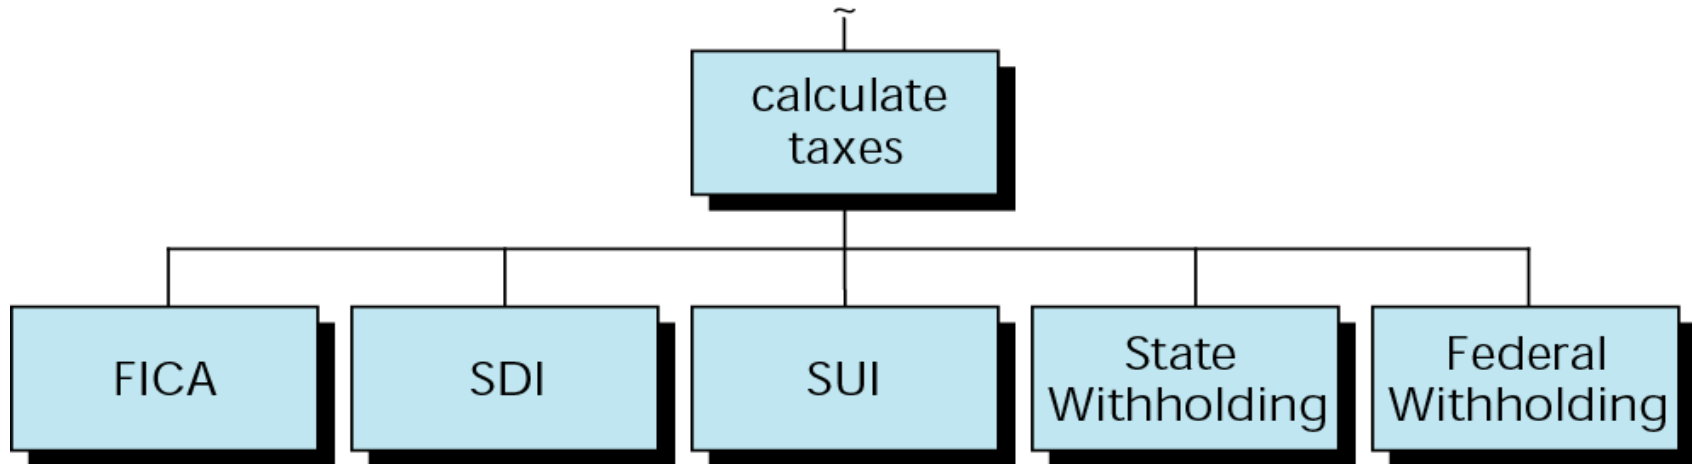 ~
calculate
taxes
FICA
SDI
SUI
State
Withholding
Federal
Withholding